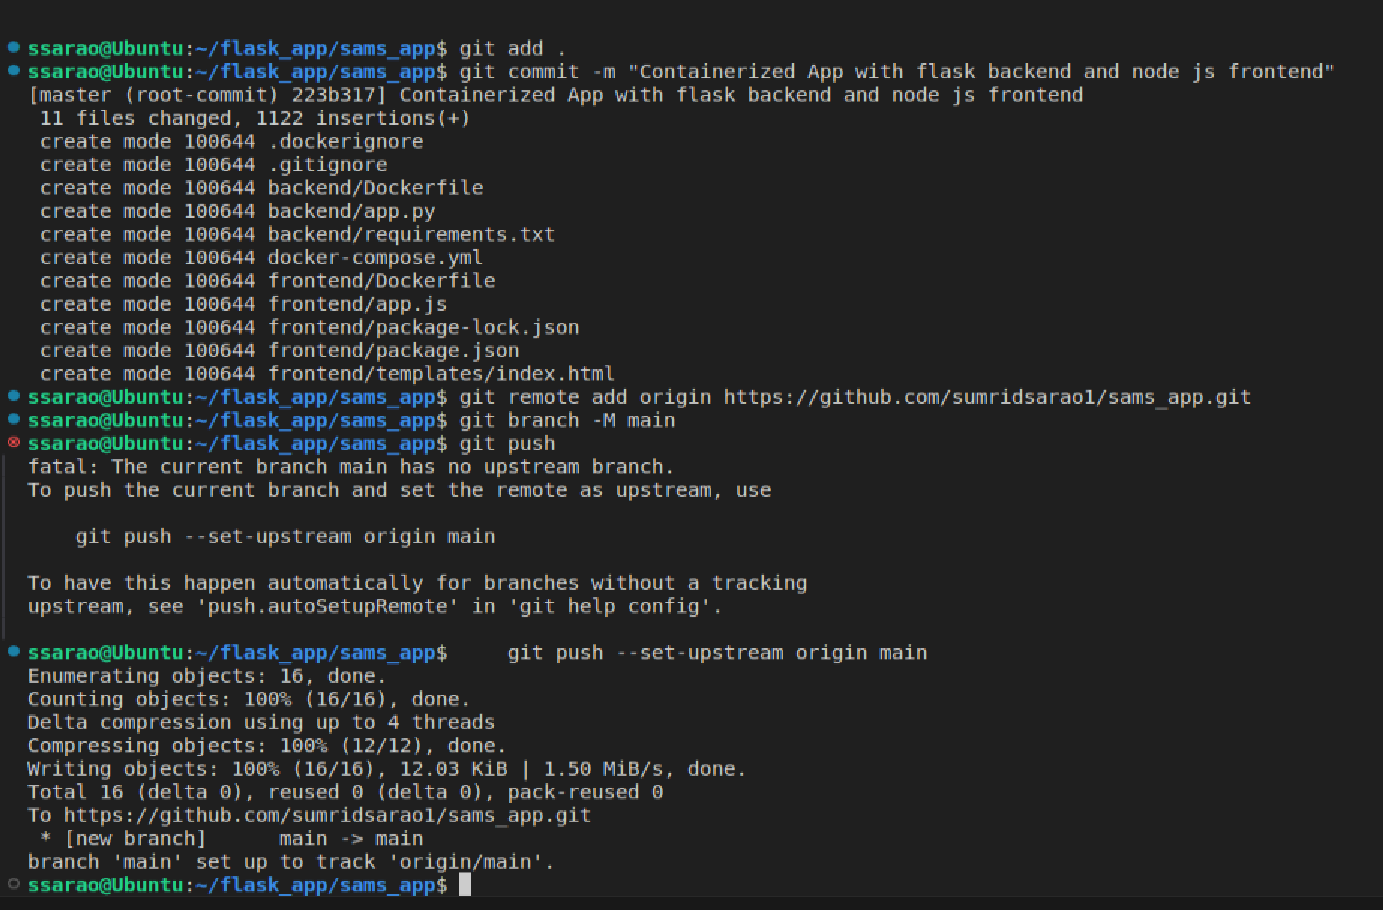 ssarao@Ubuntu:~/flask_app/sams_app$ git add .
ssarao@Ubuntu:~/flask_app/sams_app$ git commit -m "Containerized App with flask backend and node js frontend"
[master (root-commit) 223b317] Containerized App with flask backend and node js frontend
 11 files changed, 1122 insertions(+)
 create mode 100644 .dockerignore
 create mode 100644 .gitignore
 create mode 100644 backend/Dockerfile
 create mode 100644 backend/app.py
 create mode 100644 backend/requirements.txt
 create mode 100644 docker-compose.yml
 create mode 100644 frontend/Dockerfile
 create mode 100644 frontend/app.js
 create mode 100644 frontend/package-lock.json
 create mode 100644 frontend/package.json
 create mode 100644 frontend/templates/index.html
ssarao@Ubuntu:~/flask_app/sams_app$ git remote add origin https://github.com/sumridsarao1/sams_app.git
ssarao@Ubuntu:~/flask_app/sams_app$ git branch -M main
ssarao@Ubuntu:~/flask_app/sams_app$ git push
fatal: The current branch main has no upstream branch.
To push the current branch and set the remote as upstream, use
    git push --set-upstream origin main
To have this happen automatically for branches without a tracking
upstream, see 'push.autoSetupRemote' in 'git help config'.
ssarao@Ubuntu:~/flask_app/sams_app$     git push --set-upstream origin main
Enumerating objects: 16, done.
Counting objects: 100% (16/16), done.
Delta compression using up to 4 threads
Compressing objects: 100% (12/12), done.
Writing objects: 100% (16/16), 12.03 KiB | 1.50 MiB/s, done.
Total 16 (delta 0), reused 0 (delta 0), pack-reused 0
To https://github.com/sumridsarao1/sams_app.git
 * [new branch]      main -> main
branch 'main' set up to track 'origin/main'.
ssarao@Ubuntu:~/flask_app/sams_app$